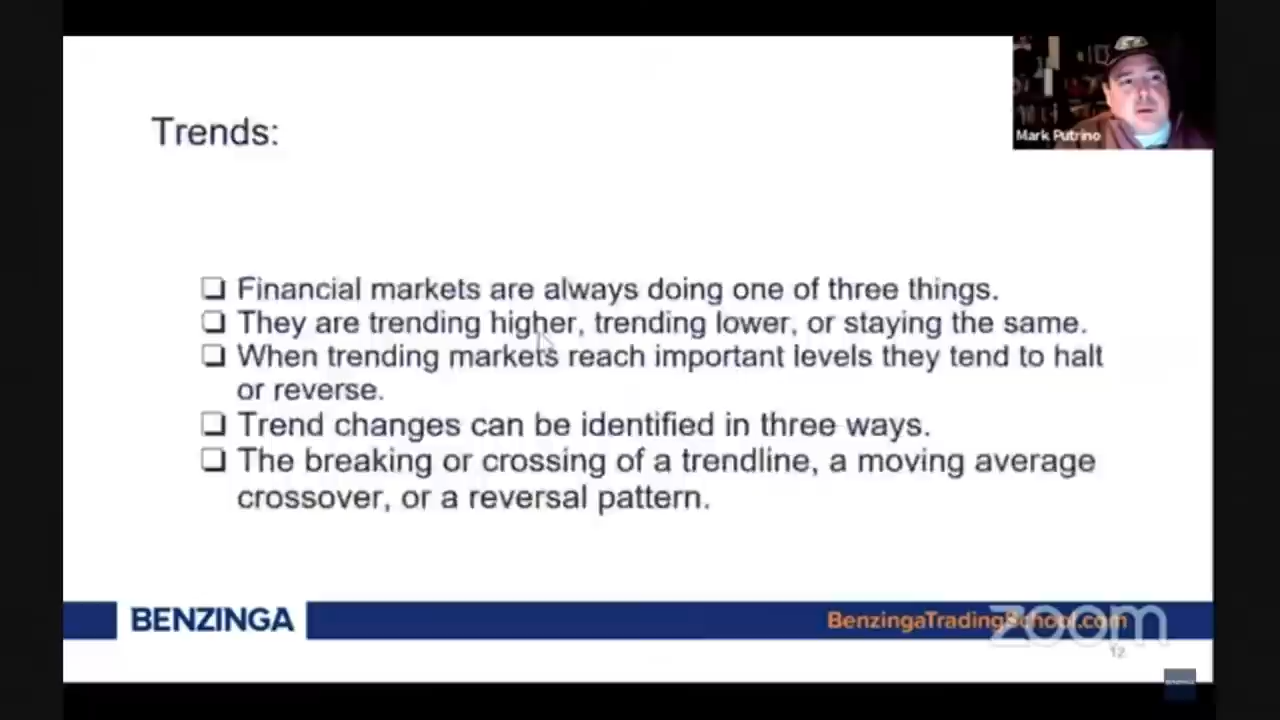 Mark Putrino
Trends:
Financial markets are always doing one of three things.
They are trending higher, trending lower, or staying the same.
When trending markets reach important levels they tend to halt
or reverse.
Trend changes can be identified in three ways.
The breaking or crossing of a trendline, a moving average
crossover, or a reversal pattern.
BENZINGA
BenzingaTradingSchool.com
zoom
12
BENZINGA